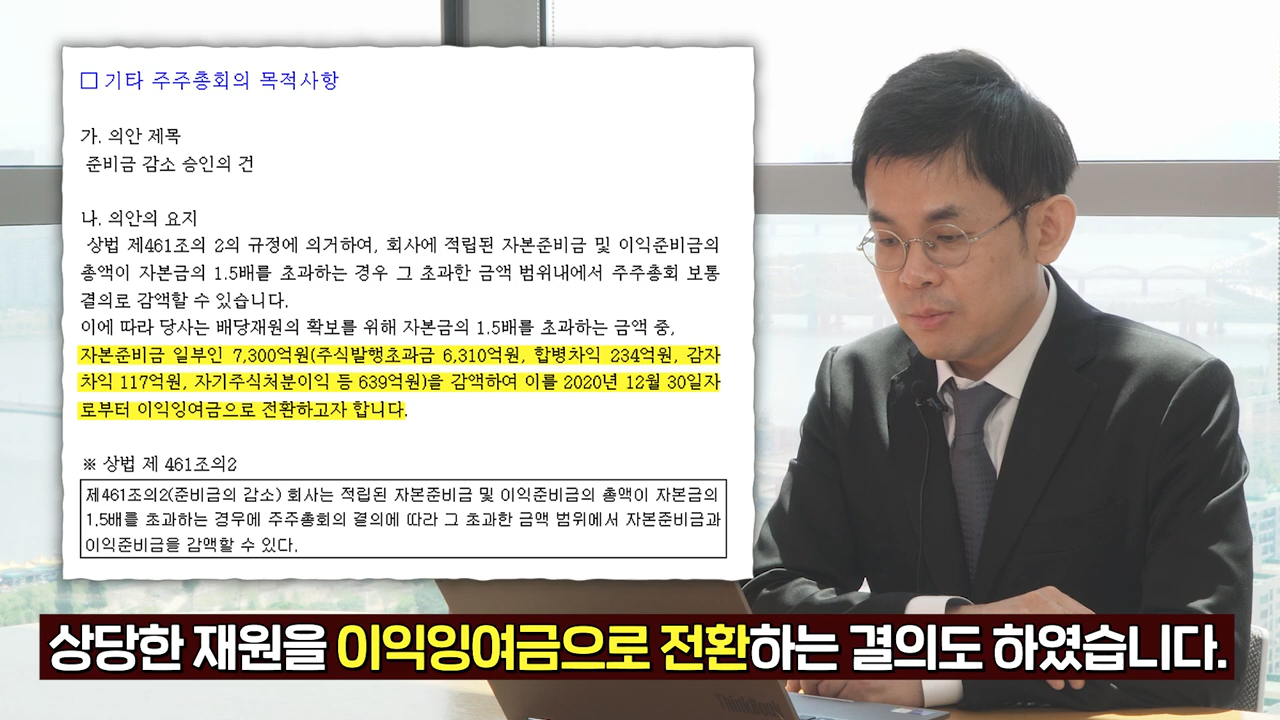 □ 기타 주주총회의 목적사항
가. 의안 제목
준비금 감소 승인의 건
나. 의안의 요지
상법 제461조의 2의 규정에 의거하여, 회사에 적립된 자본준비금 및 이익준비금의
총액이 자본금의 1.5배를 초과하는 경우 그 초과한 금액 범위내에서 주주총회 보통
결의로 감액할 수 있습니다.
이에 따라 당사는 배당재원의 확보를 위해 자본금의 1.5배를 초과하는 금액 중,
자본준비금 일부인 7,300억원(주식발행초과금 6,310억원, 합병차익 234억원, 감자
차익 117억원, 자기주식처분이익 등 639억원)을 감액하여 이를 2020년 12월 30일자
로부터 이익잉여금으로 전환하고자 합니다.
※ 상법 제 461조의2
제461조의2(준비금의 감소) 회사는 적립된 자본준비금 및 이익준비금의 총액이 자본금의
1.5배를 초과하는 경우에 주주총회의 결의에 따라 그 초과한 금액 범위에서 자본준비금과
이익준비금을 감액할 수 있다.
상당한 재원을 이익잉여금으로 전환하는 결의도 하였습니다.
ThinkBook